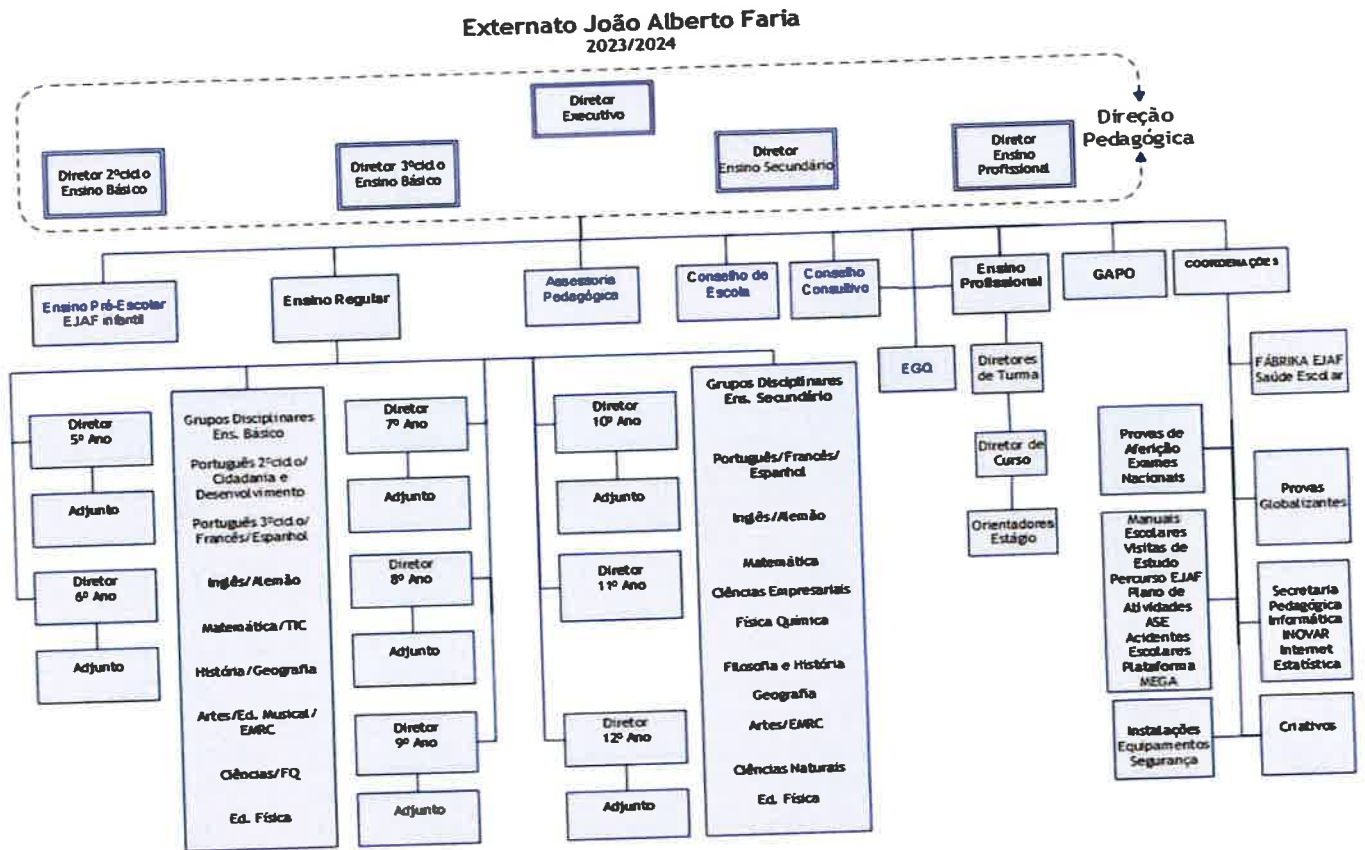 Externato João Alberto Faria
2023/2024
Diretor
Executivo
Direção
Pedagógica
Diretor 2ºciclo
Ensino Básico
Diretor 3ºciclo
Ensino Básico
Diretor
Ensino Secundário
Diretor
Ensino
Profissional
Ensino Pré-Escolar
EJAF infantil
Ensino Regular
Assessoria
Pedagógica
Conselho de
Escola
Conselho
Consultivo
Ensino
Profissional
GAPO
COORDENAÇÕES
EGQ
Diretores
de Turma
Diretor de
Curso
Orientadores
Estágio
FÁBRIKA EJAF
Saúde Escolar
Diretor
5º Ano
Adjunto
Diretor
6º Ano
Adjunto
Grupos Disciplinares
Ens. Básico
Português 2ºciclo/
Cidadania e
Desenvolvimento
Português 3ºciclo/
Francês/Espanhol
Inglês/Alemão
Matemática/TIC
História/Geografia
Artes/Ed. Musical/
EMRC
Ciências/FQ
Ed. Física
Diretor
7º Ano
Adjunto
Diretor
8º Ano
Adjunto
Diretor
9º Ano
Adjunto
Diretor
10º Ano
Adjunto
Diretor
11º Ano
Diretor
12º Ano
Adjunto
Grupos Disciplinares
Ens. Secundário
Português/Francês/
Espanhol
Inglês/Alemão
Matemática
Ciências Empresariais
Física Química
Filosofia e História
Geografia
Artes/EMRC
Ciências Naturais
Ed. Física
Provas de
Aferição
Exames
Nacionais
Provas
Globalizantes
Manuais
Escolares
Visitas de
Estudo
Percurso EJAF
Plano de
Atividades
ASE
Acidentes
Escolares
Plataforma
MEGA
Secretaria
Pedagógica
Informática
INOVAR
Internet
Estatística
Instalações
Equipamentos
Segurança
Criativos